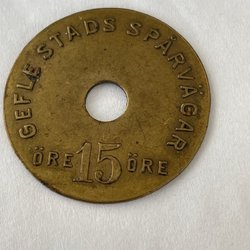 GEFLE STADS SPÅRVÄGAR
ÖRE 15 ÖRE